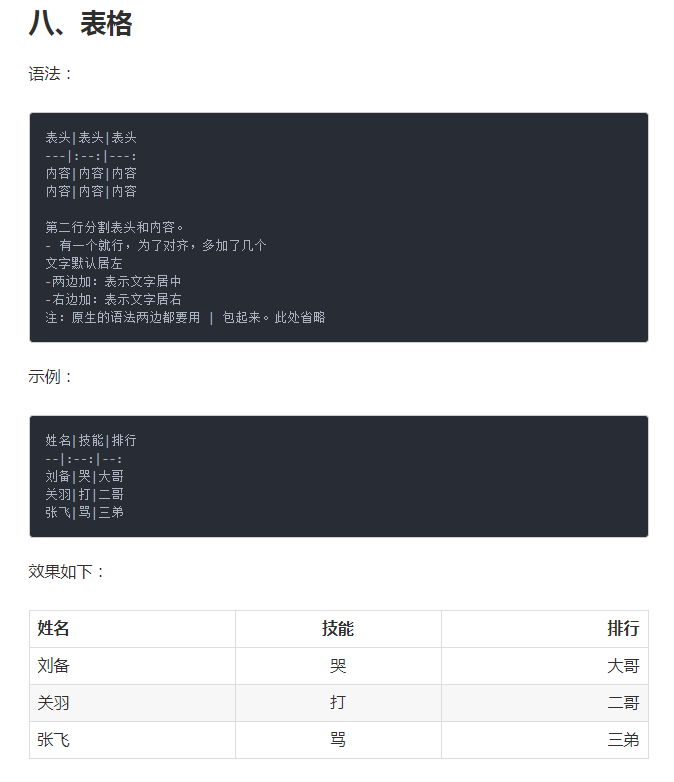 八、表格
语法：
表头|表头|表头
---|:--:|---:
内容|内容|内容
内容|内容|内容
第二行分割表头和内容。
- 有一个就行，为了对齐，多加了几个
文字默认居左
-两边加：表示文字居中
-右边加：表示文字居右
注：原生的语法两边都要用 | 包起来。此处省略
示例：
姓名|技能|排行
--|:--:|--:
刘备|哭|大哥
关羽|打|二哥
张飞|骂|三弟
效果如下：
姓名 技能 排行
刘备 哭 大哥
关羽 打 二哥
张飞 骂 三弟